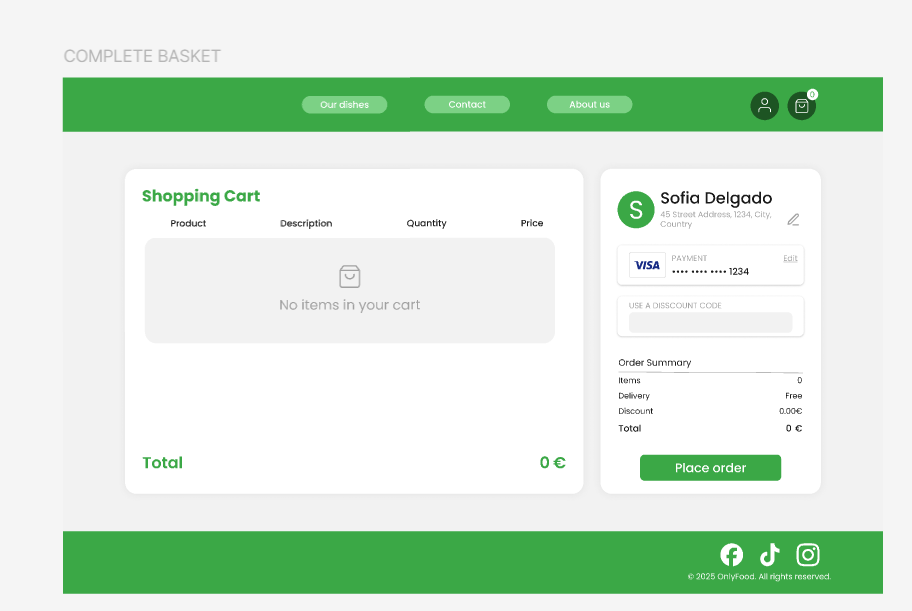 COMPLETE BASKET
Our dishes
Contact
About us
0
Shopping Cart
Product Description Quantity Price
No items in your cart
Total 0 €
S
Sofia Delgado
45 Street Address, 1234, City,
Country
VISA
PAYMENT
Edit
•••• •••• •••• 1234
USE A DISSCOUNT CODE
Order Summary
Items 0
Delivery Free
Discount 0.00€
Total 0 €
Place order
© 2025 OnlyFood. All rights reserved.